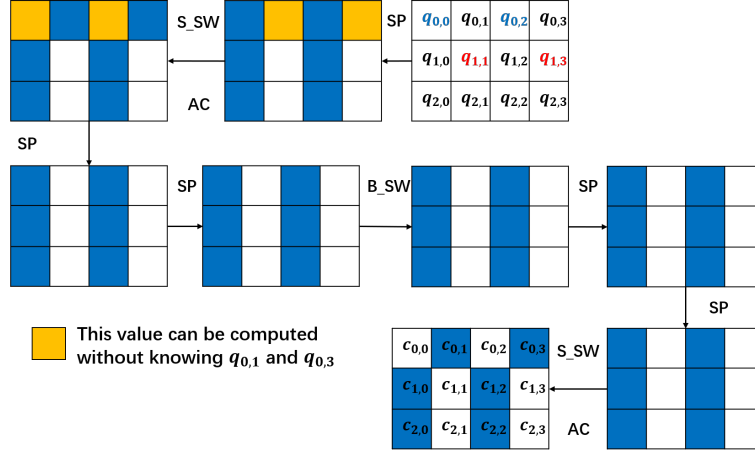 S_SW
AC
SP
q0,0 q0,1 q0,2 q0,3
q1,0 q1,1 q1,2 q1,3
q2,0 q2,1 q2,2 q2,3
SP
SP
B_SW
SP
SP
This value can be computed
without knowing q0,1 and q0,3
c0,0 c0,1 c0,2 c0,3
c1,0 c1,1 c1,2 c1,3
c2,0 c2,1 c2,2 c2,3
S_SW
AC